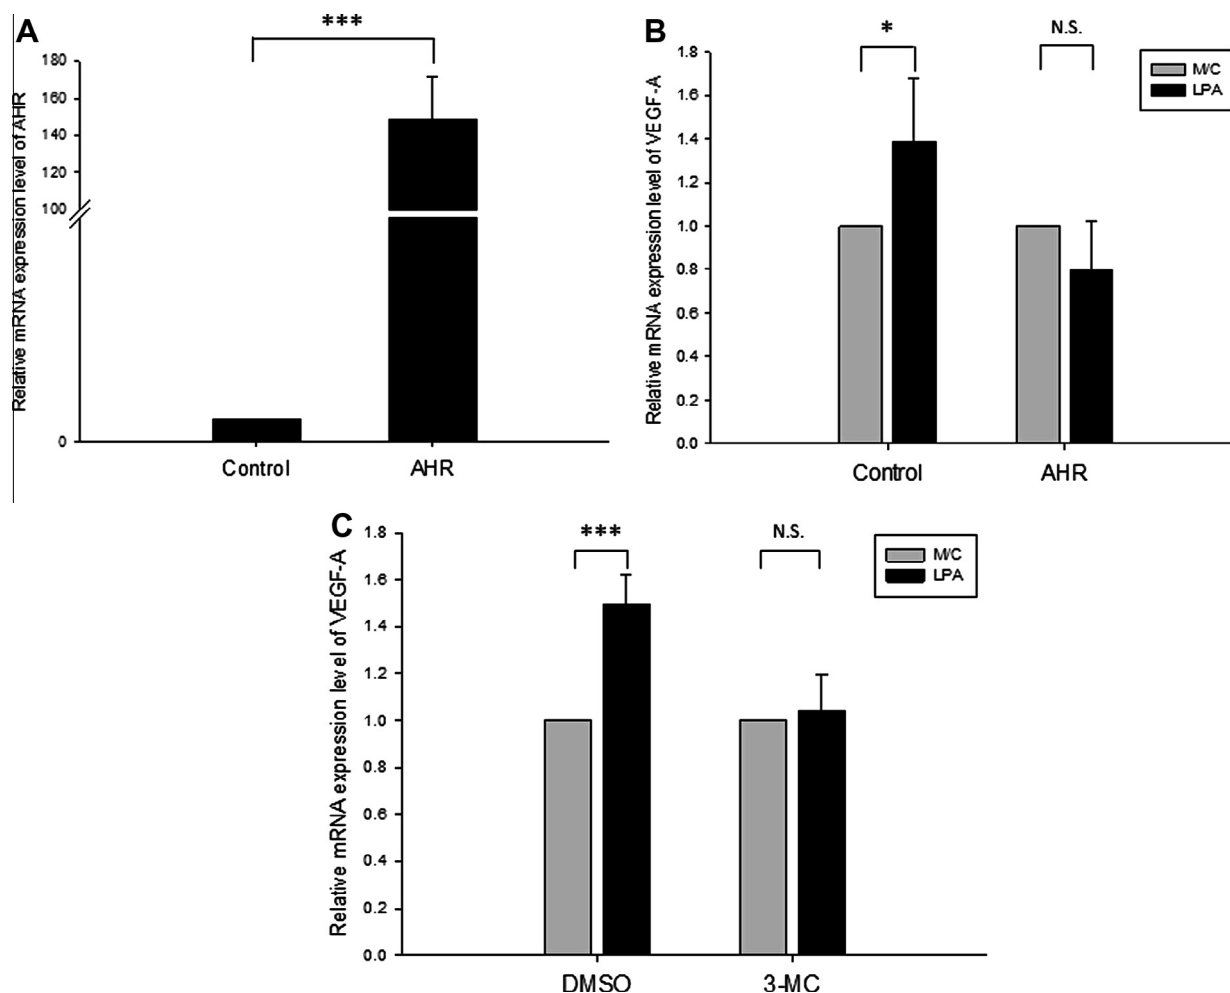 A
***
Relative mRNA expression level of AHR
180
160
140
120
100
0
Control AHR
B
* N.S.
M/C
LPA
Relative mRNA expression level of VEGF-A
1.8
1.6
1.4
1.2
1.0
0.8
0.6
0.4
0.2
0.0
Control AHR
C
*** N.S.
M/C
LPA
Relative mRNA expression level of VEGF-A
1.8
1.6
1.4
1.2
1.0
0.8
0.6
0.4
0.2
0.0
DMSO 3-MC